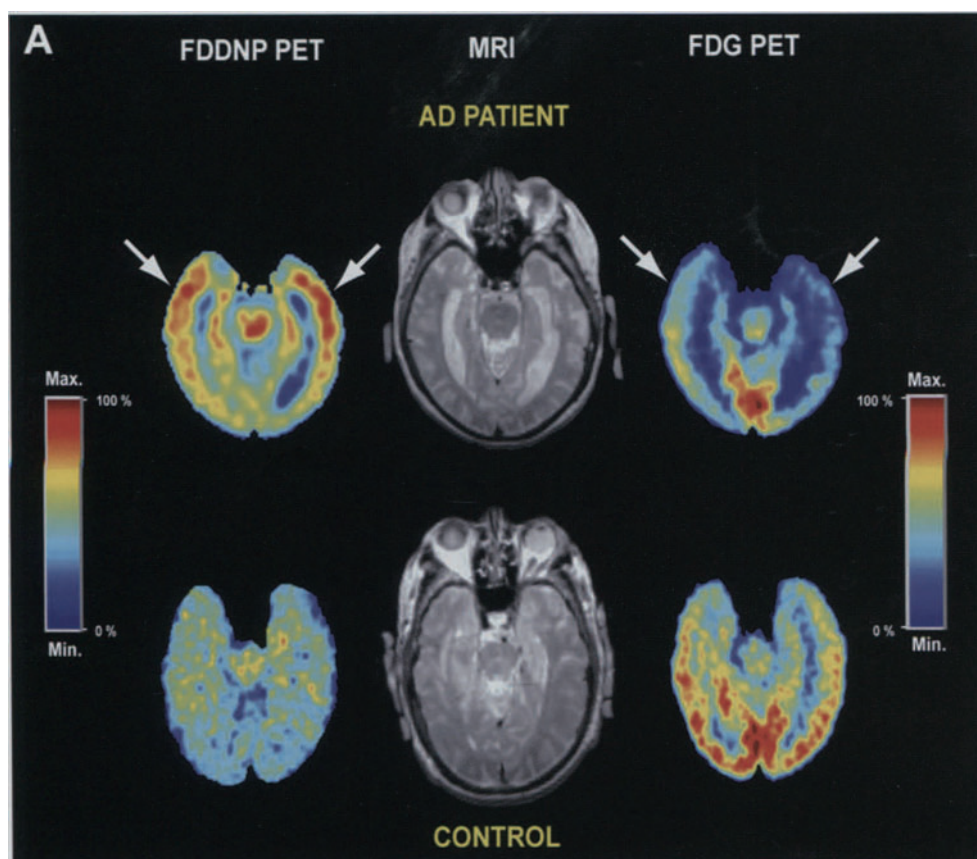 A
FDDNP PET
MRI
FDG PET
AD PATIENT
Max.
100 %
0 %
Min.
Max.
100 %
0 %
Min.
CONTROL